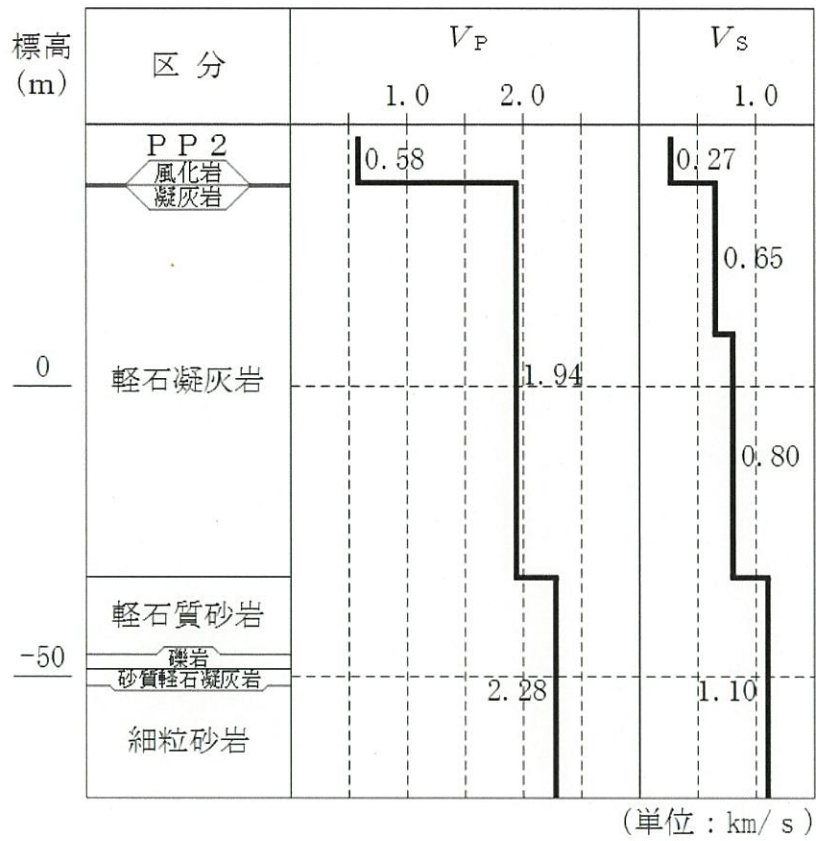 標高
(m)
区 分
VP
VS
1.0
2.0
1.0
PP2
風化岩
凝灰岩
0.58
0.27
0.65
0
軽石凝灰岩
1.94
0.80
軽石質砂岩
-50
礫岩
砂質軽石凝灰岩
2.28
1.10
細粒砂岩
(単位:km/s)